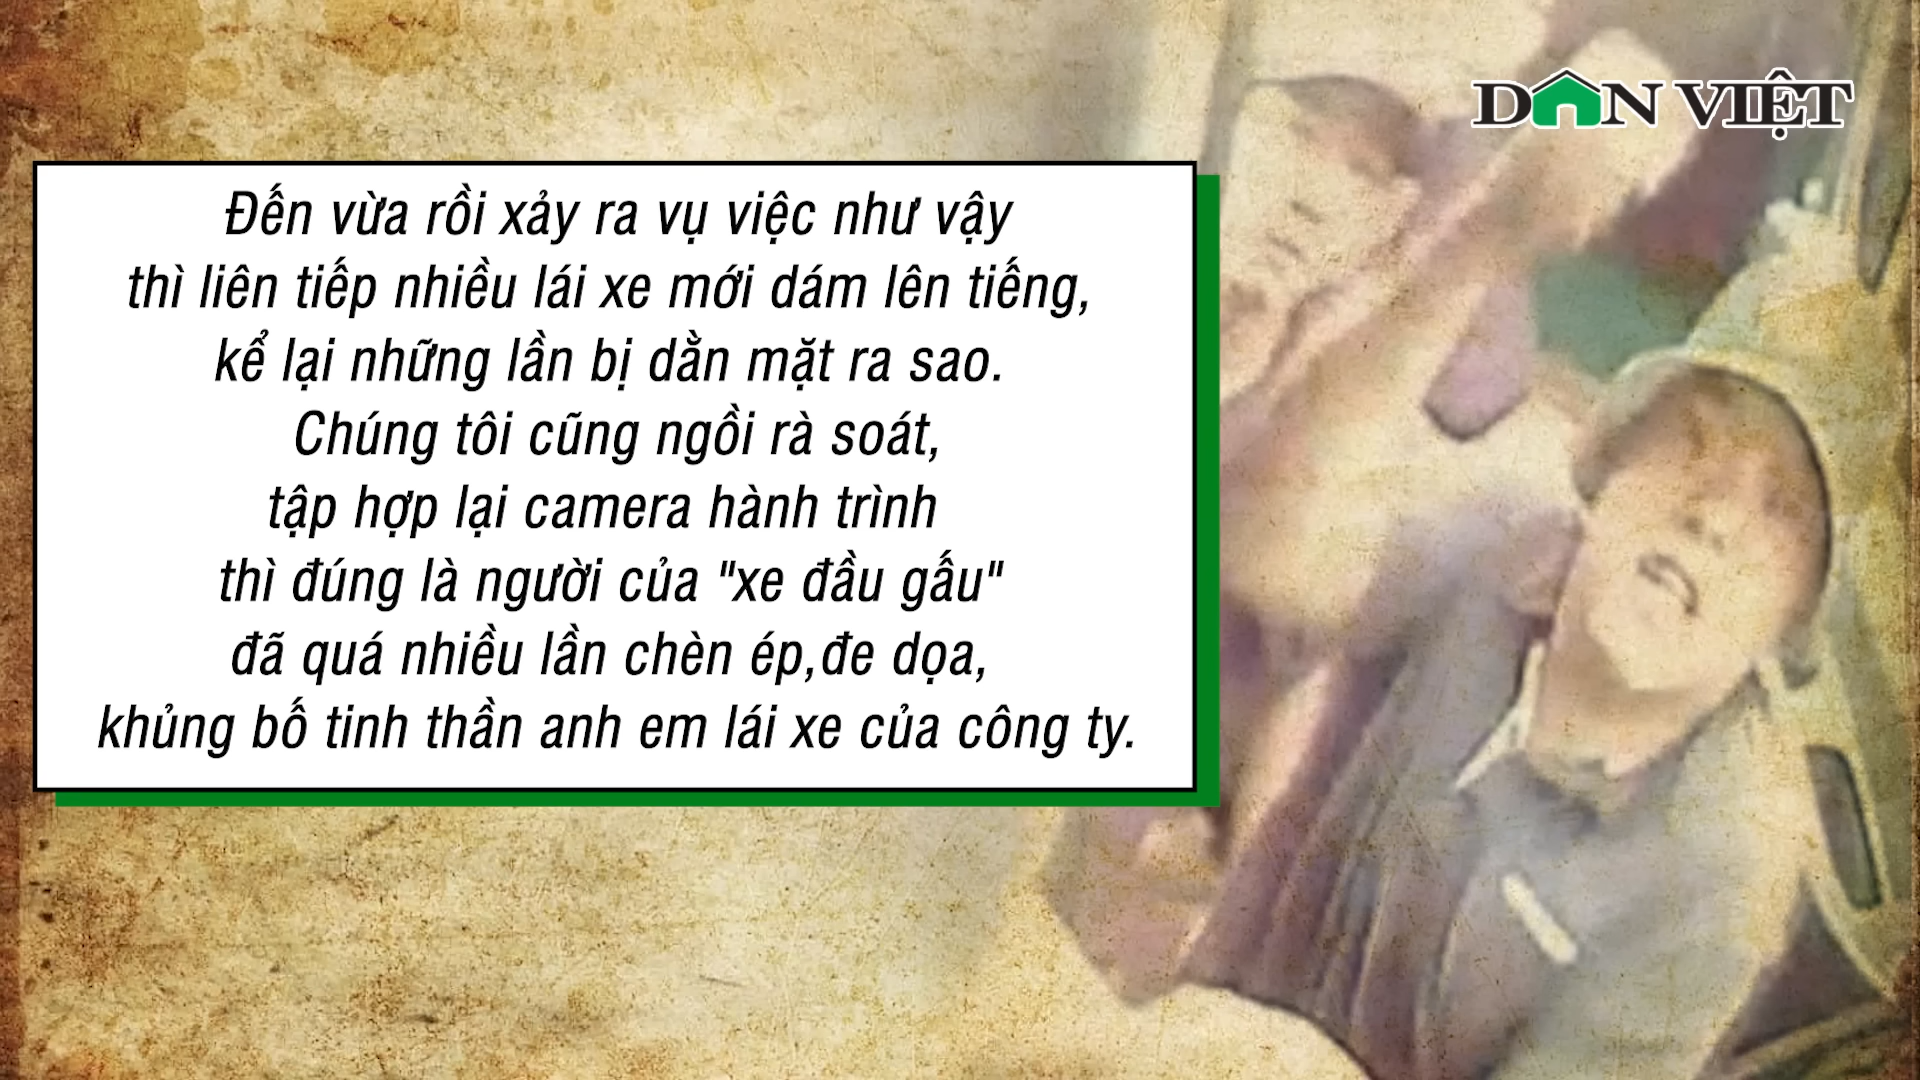 DÂN VIỆT
Đến vừa rồi xảy ra vụ việc như vậy
thì liên tiếp nhiều lái xe mới dám lên tiếng,
kể lại những lần bị dằn mặt ra sao.
Chúng tôi cũng ngồi rà soát,
tập hợp lại camera hành trình
thì đúng là người của "xe đầu gấu"
đã quá nhiều lần chèn ép,đe dọa,
khủng bố tinh thần anh em lái xe của công ty.